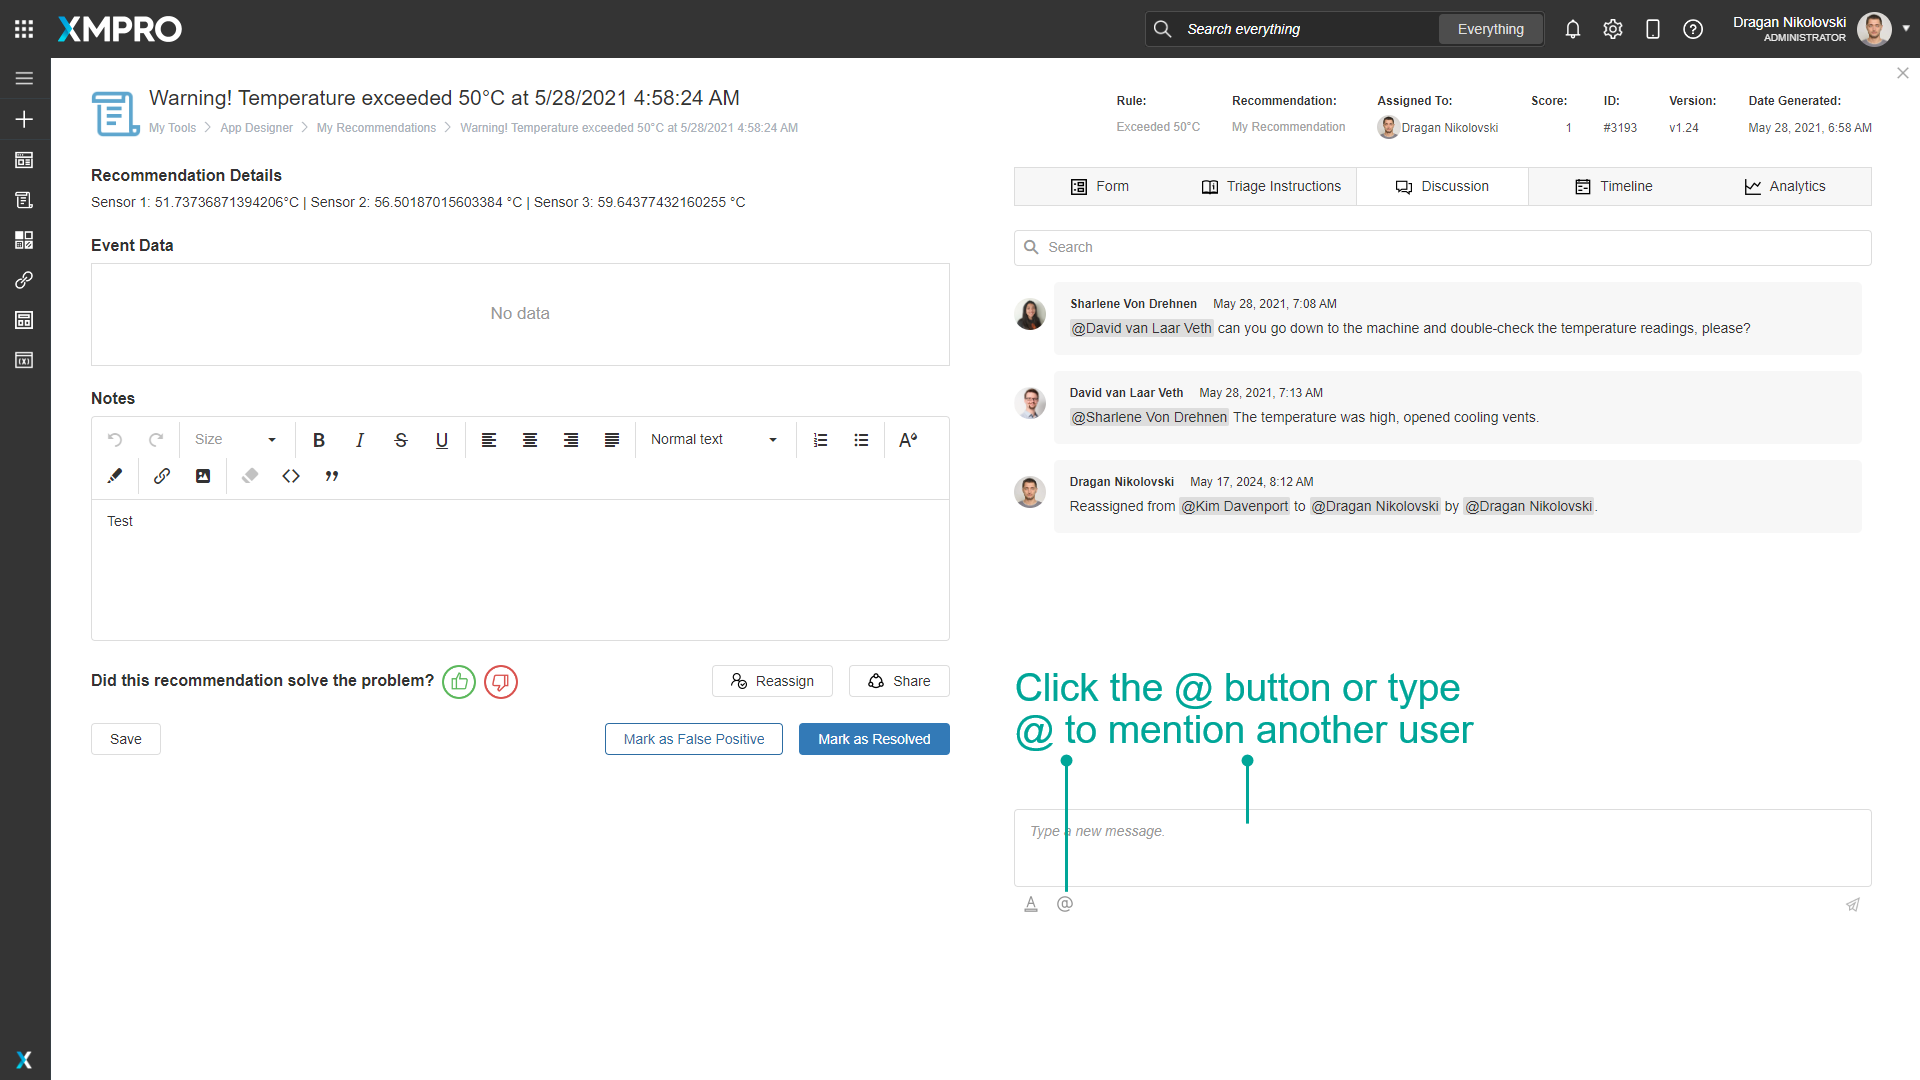 XMPRO
Search everything
Everything
Dragan Nikolovski
ADMINISTRATOR
Warning! Temperature exceeded 50°C at 5/28/2021 4:58:24 AM
My Tools
App Designer
My Recommendations
Warning! Temperature exceeded 50°C at 5/28/2021 4:58:24 AM
Rule:
Exceeded 50°C
Recommendation:
My Recommendation
Assigned To:
Dragan Nikolovski
Score:
1
ID:
#3193
Version:
v1.24
Date Generated:
May 28, 2021, 6:58 AM
Recommendation Details
Sensor 1: 51.73736871394206°C | Sensor 2: 56.50187015603384 °C | Sensor 3: 59.64377432160255 °C
Event Data
No data
Notes
Size
B
I
S
U
Normal text
Test
Did this recommendation solve the problem?
Reassign
Share
Save
Mark as False Positive
Mark as Resolved
Form
Triage Instructions
Discussion
Timeline
Analytics
Search
Sharlene Von Drehnen May 28, 2021, 7:08 AM
@David van Laar Veth can you go down to the machine and double-check the temperature readings, please?
David van Laar Veth May 28, 2021, 7:13 AM
@Sharlene Von Drehnen The temperature was high, opened cooling vents.
Dragan Nikolovski May 17, 2024, 8:12 AM
Reassigned from @Kim Davenport to @Dragan Nikolovski by @Dragan Nikolovski.
Click the @ button or type
@ to mention another user
Type a new message.
A @